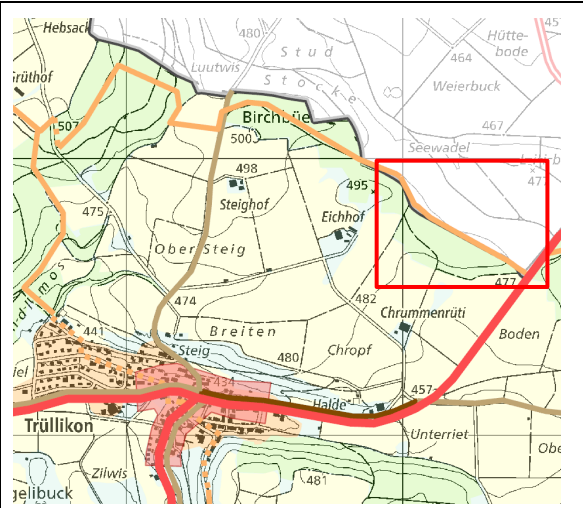 Hebsack
480
Stud
457
Hütte-
bode
464
Luutwis
Stocke
Weierbuck
Grüthof
507
Birchbüel
467
500
Seewadel
498
495
Steighof
475
Eichhof
Ober Steig
477
482
474
Chrummenrüti
441
Breiten
Boden
Steig
480
Chropf
434
457
Halde
Trüllikon
Unterriet
Obe
Zilwis
481
gelibuck